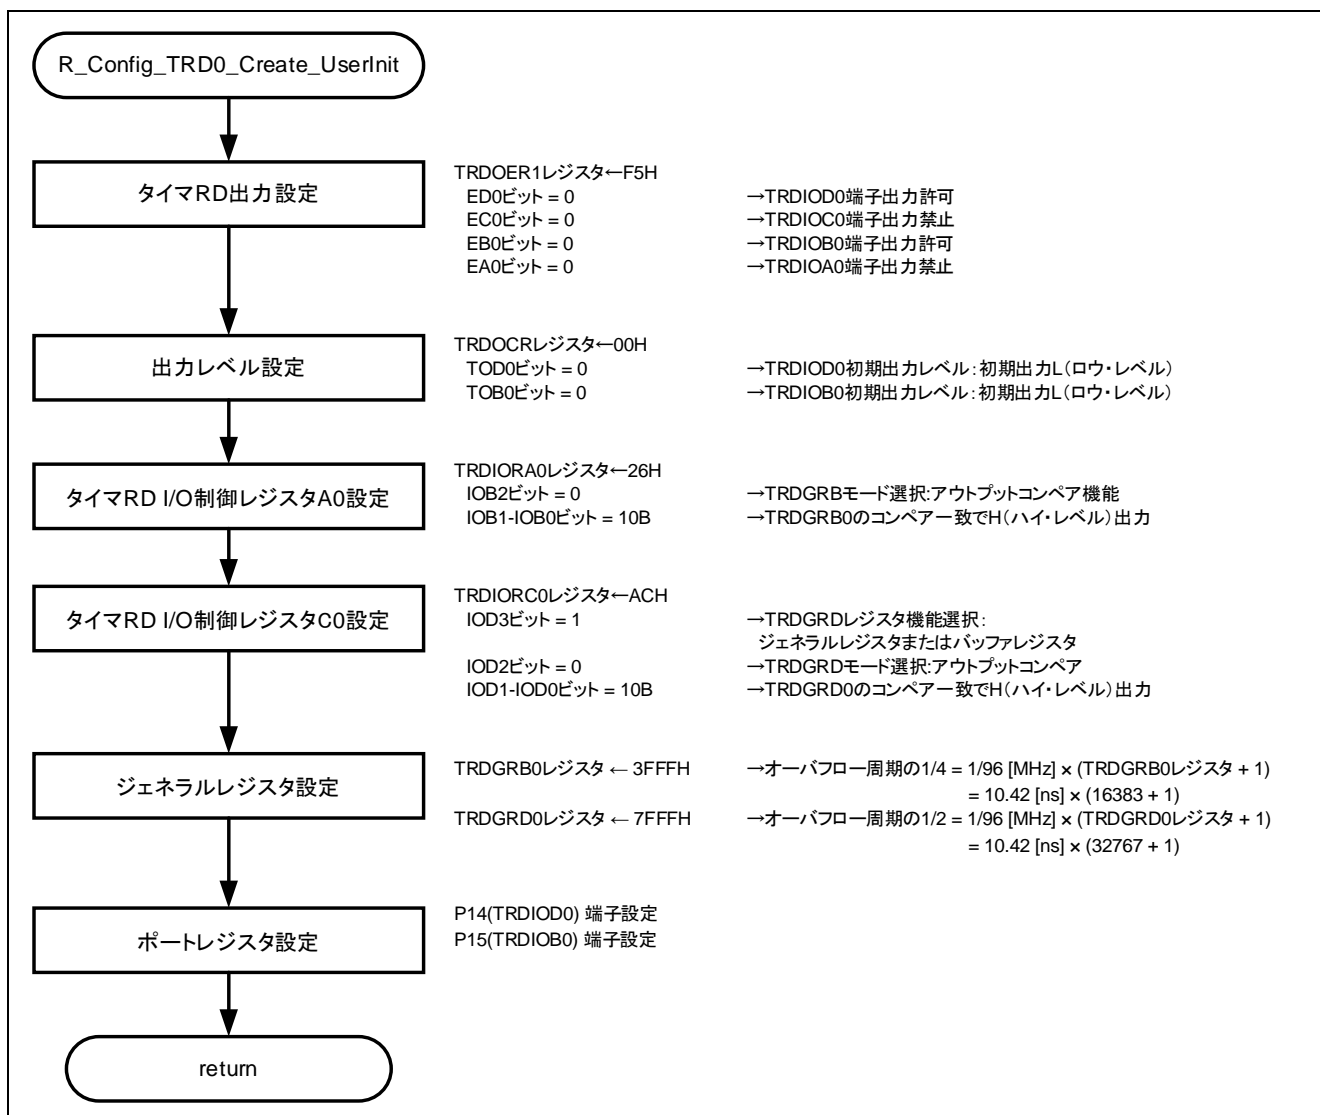 R_Config_TRD0_Create_UserInit
タイマRD出力設定
TRDOER1レジスタ←F5H
ED0ビット = 0 →TRDIOD0端子出力許可
EC0ビット = 0 →TRDIOC0端子出力禁止
EB0ビット = 0 →TRDIOB0端子出力許可
EA0ビット = 0 →TRDIOA0端子出力禁止
出力レベル設定
TRDOCRレジスタ←00H
TOD0ビット = 0 →TRDIOD0初期出力レベル：初期出力L（ロウ・レベル）
TOB0ビット = 0 →TRDIOB0初期出力レベル：初期出力L（ロウ・レベル）
タイマRD I/O制御レジスタA0設定
TRDIORA0レジスタ←26H
IOB2ビット = 0 →TRDGRBモード選択:アウトプットコンペア機能
IOB1-IOB0ビット = 10B →TRDGRB0のコンペア一致でH（ハイ・レベル）出力
タイマRD I/O制御レジスタC0設定
TRDIORC0レジスタ←ACH
IOD3ビット = 1 →TRDGRDレジスタ機能選択：
ジェネラルレジスタまたはバッファレジスタ
IOD2ビット = 0 →TRDGRDモード選択:アウトプットコンペア
IOD1-IOD0ビット = 10B →TRDGRD0のコンペア一致でH（ハイ・レベル）出力
ジェネラルレジスタ設定
TRDGRB0レジスタ ← 3FFFH →オーバフロー周期の1/4 = 1/96 [MHz] × (TRDGRB0レジスタ + 1)
= 10.42 [ns] × (16383 + 1)
TRDGRD0レジスタ ← 7FFFH →オーバフロー周期の1/2 = 1/96 [MHz] × (TRDGRD0レジスタ + 1)
= 10.42 [ns] × (32767 + 1)
ポートレジスタ設定
P14(TRDIOD0) 端子設定
P15(TRDIOB0) 端子設定
return